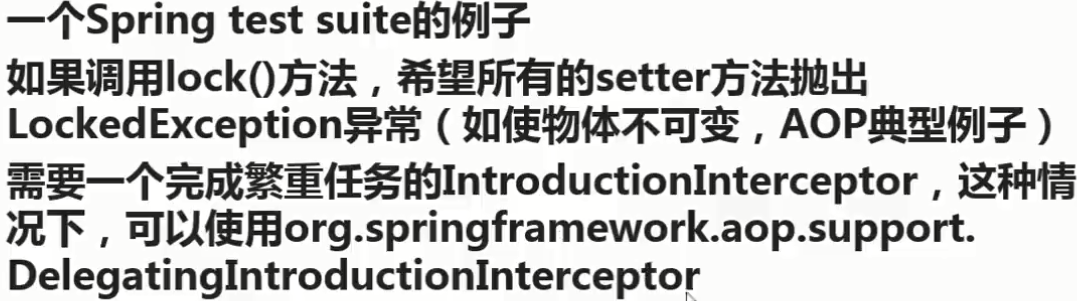 一个Spring test suite的例子
如果调用lock()方法，希望所有的setter方法抛出
LockedException异常（如使物体不可变，AOP典型例子）
需要一个完成繁重任务的IntroductionInterceptor，这种情
况下，可以使用org.springframework.aop.support.
DelegatingIntroductionInterceptor